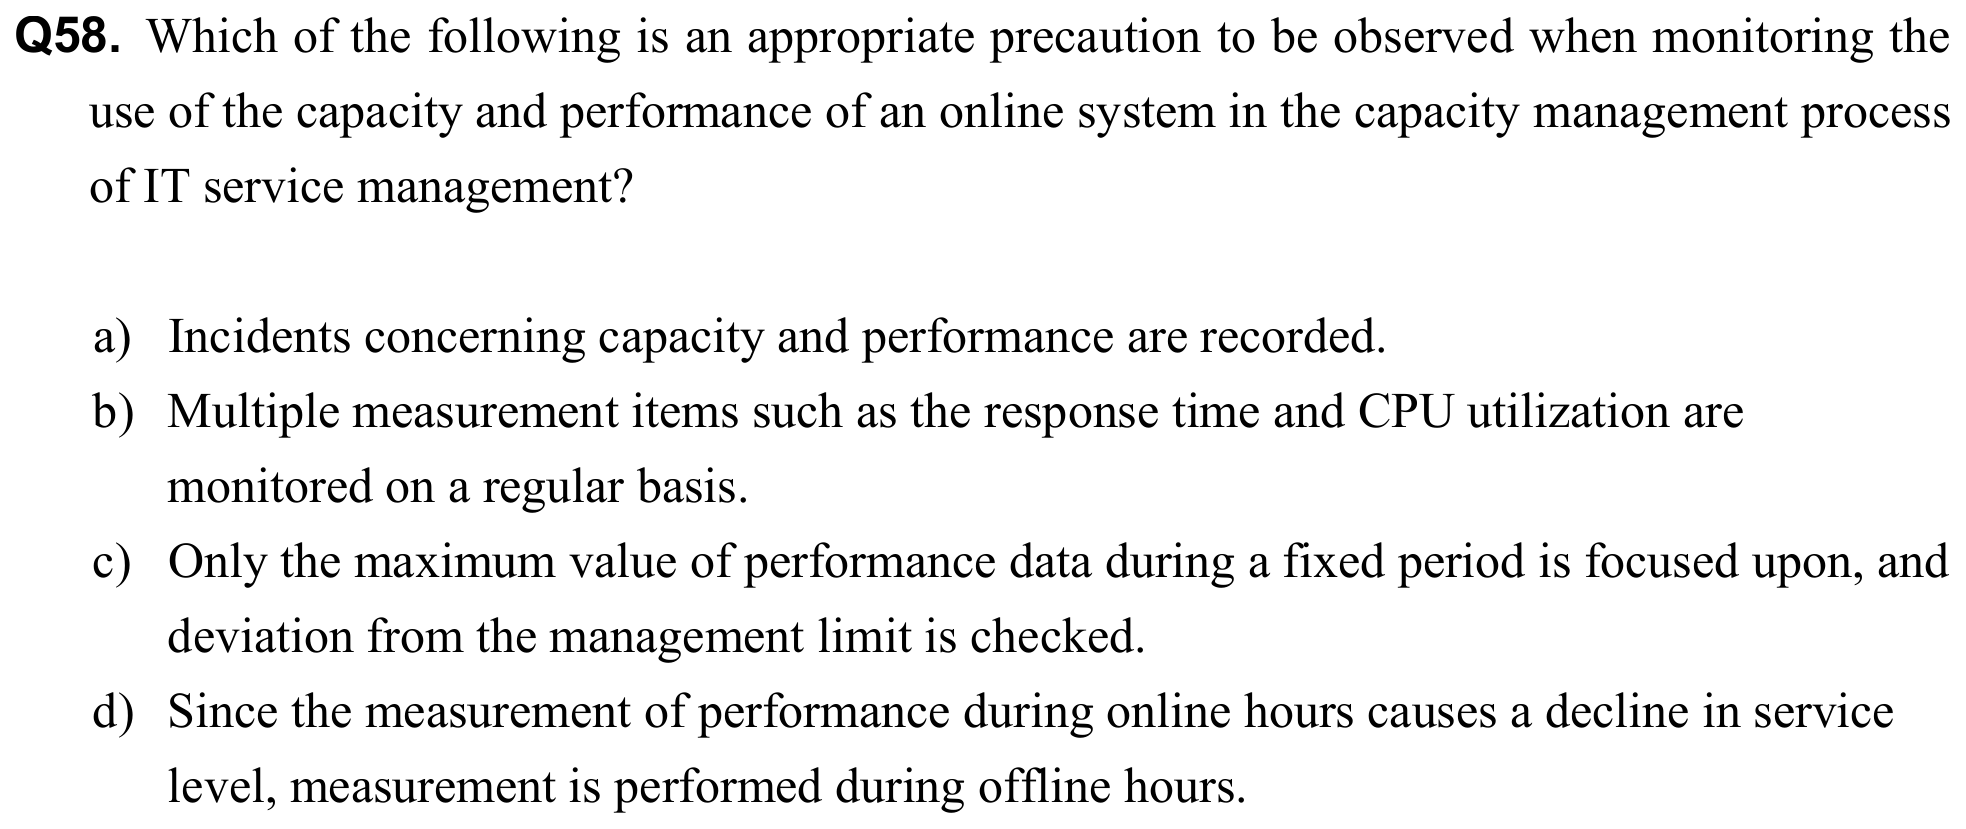 Q58. Which of the following is an appropriate precaution to be observed when monitoring the
use of the capacity and performance of an online system in the capacity management process
of IT service management?
a) Incidents concerning capacity and performance are recorded.
b) Multiple measurement items such as the response time and CPU utilization are
monitored on a regular basis.
c) Only the maximum value of performance data during a fixed period is focused upon, and
deviation from the management limit is checked.
d) Since the measurement of performance during online hours causes a decline in service
level, measurement is performed during offline hours.